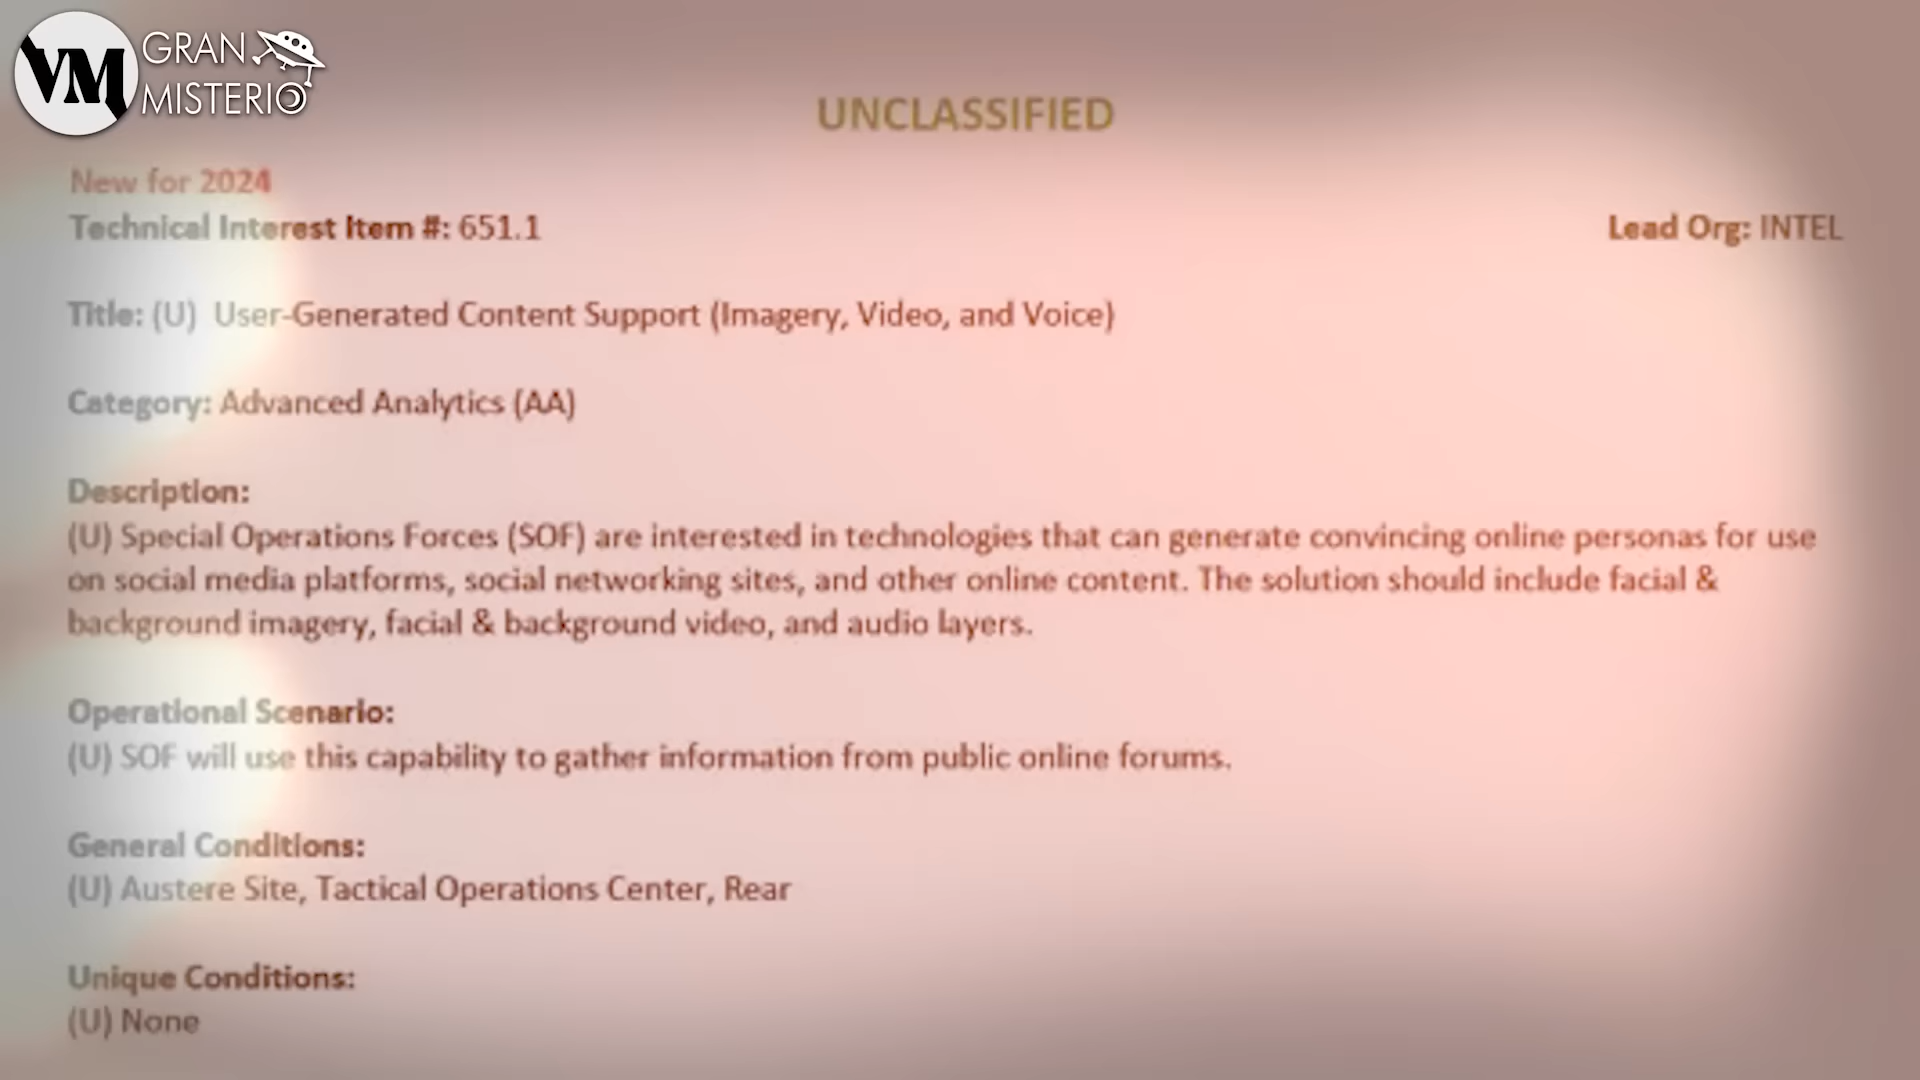 VM GRAN
MISTERIO
UNCLASSIFIED
New for 2024
Technical Interest Item #: 651.1 Lead Org: INTEL
Title: (U) User-Generated Content Support (Imagery, Video, and Voice)
Category: Advanced Analytics (AA)
Description:
(U) Special Operations Forces (SOF) are interested in technologies that can generate convincing online personas for use
on social media platforms, social networking sites, and other online content. The solution should include facial &
background imagery, facial & background video, and audio layers.
Operational Scenario:
(U) SOF will use this capability to gather information from public online forums.
General Conditions:
(U) Austere Site, Tactical Operations Center, Rear
Unique Conditions:
(U) None